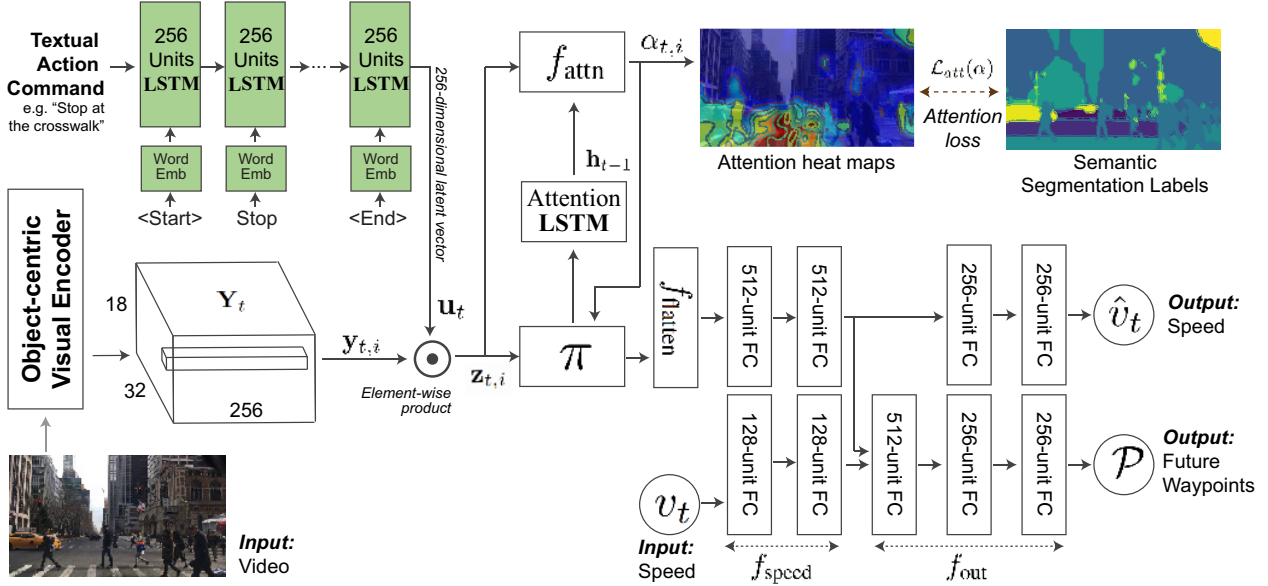 Textual
Action
Command
e.g. “Stop at
the crosswalk”
256
Units
LSTM
256
Units
LSTM
......
256
Units
LSTM
Word
Emb
Word
Emb
Word
Emb
<Start>
Stop
<End>
256-dimensional latent vector
u_t
f_attn
α_{t,i}
h_{t−1}
Attention
LSTM
Attention heat maps
ℒ_att(α)
Attention
loss
Semantic
Segmentation Labels
Object-centric
Visual Encoder
18
32
256
Y_t
y_{t,i}
⊙
Element-wise
product
z_{t,i}
π
f_flatten
512-unit FC
512-unit FC
256-unit FC
256-unit FC
v̂_t
Output:
Speed
128-unit FC
128-unit FC
512-unit FC
256-unit FC
256-unit FC
𝒫
Output:
Future
Waypoints
Input:
Video
v_t
Input:
Speed
f_speed
f_out